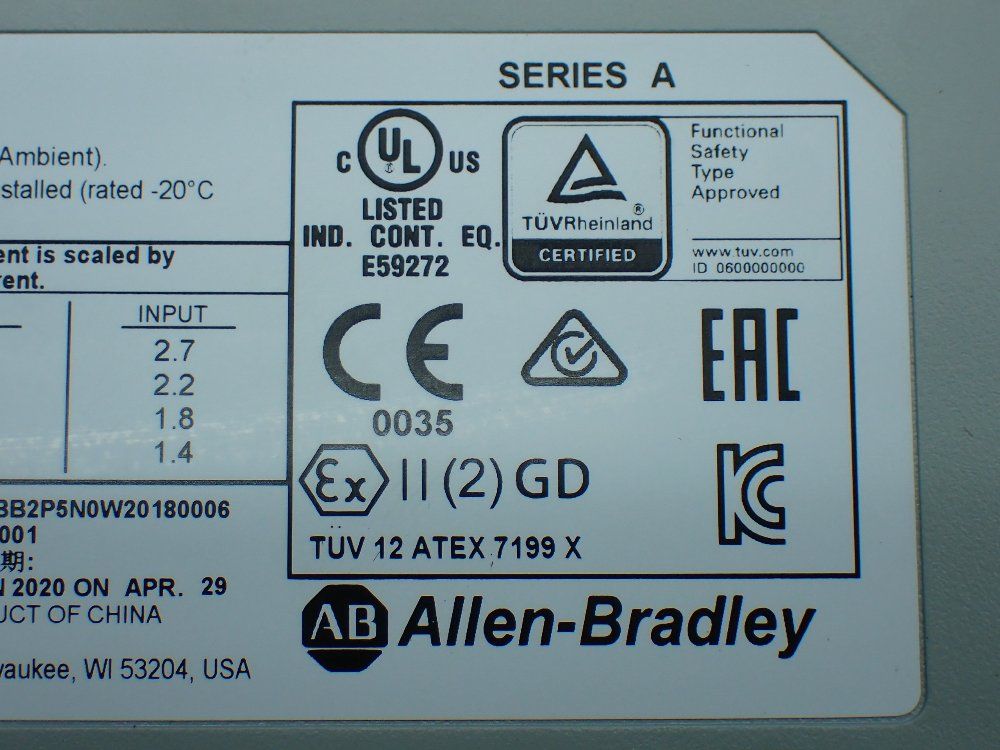 SERIES A
Ambient).
stalled (rated -20°C
ent is scaled by
rent.
INPUT
2.7
2.2
1.8
1.4
BB2P5N0W20180006
001
期:
N 2020 ON APR. 29
UCT OF CHINA
waukee, WI 53204, USA
C UL US
LISTED
IND. CONT. EQ.
E59272
TÜVRheinland ®
CERTIFIED
Functional
Safety
Type
Approved
www.tuv.com
ID 0600000000
CE
0035
EAC
Ex II (2) GD
KC
TÜV 12 ATEX 7199 X
AB Allen-Bradley